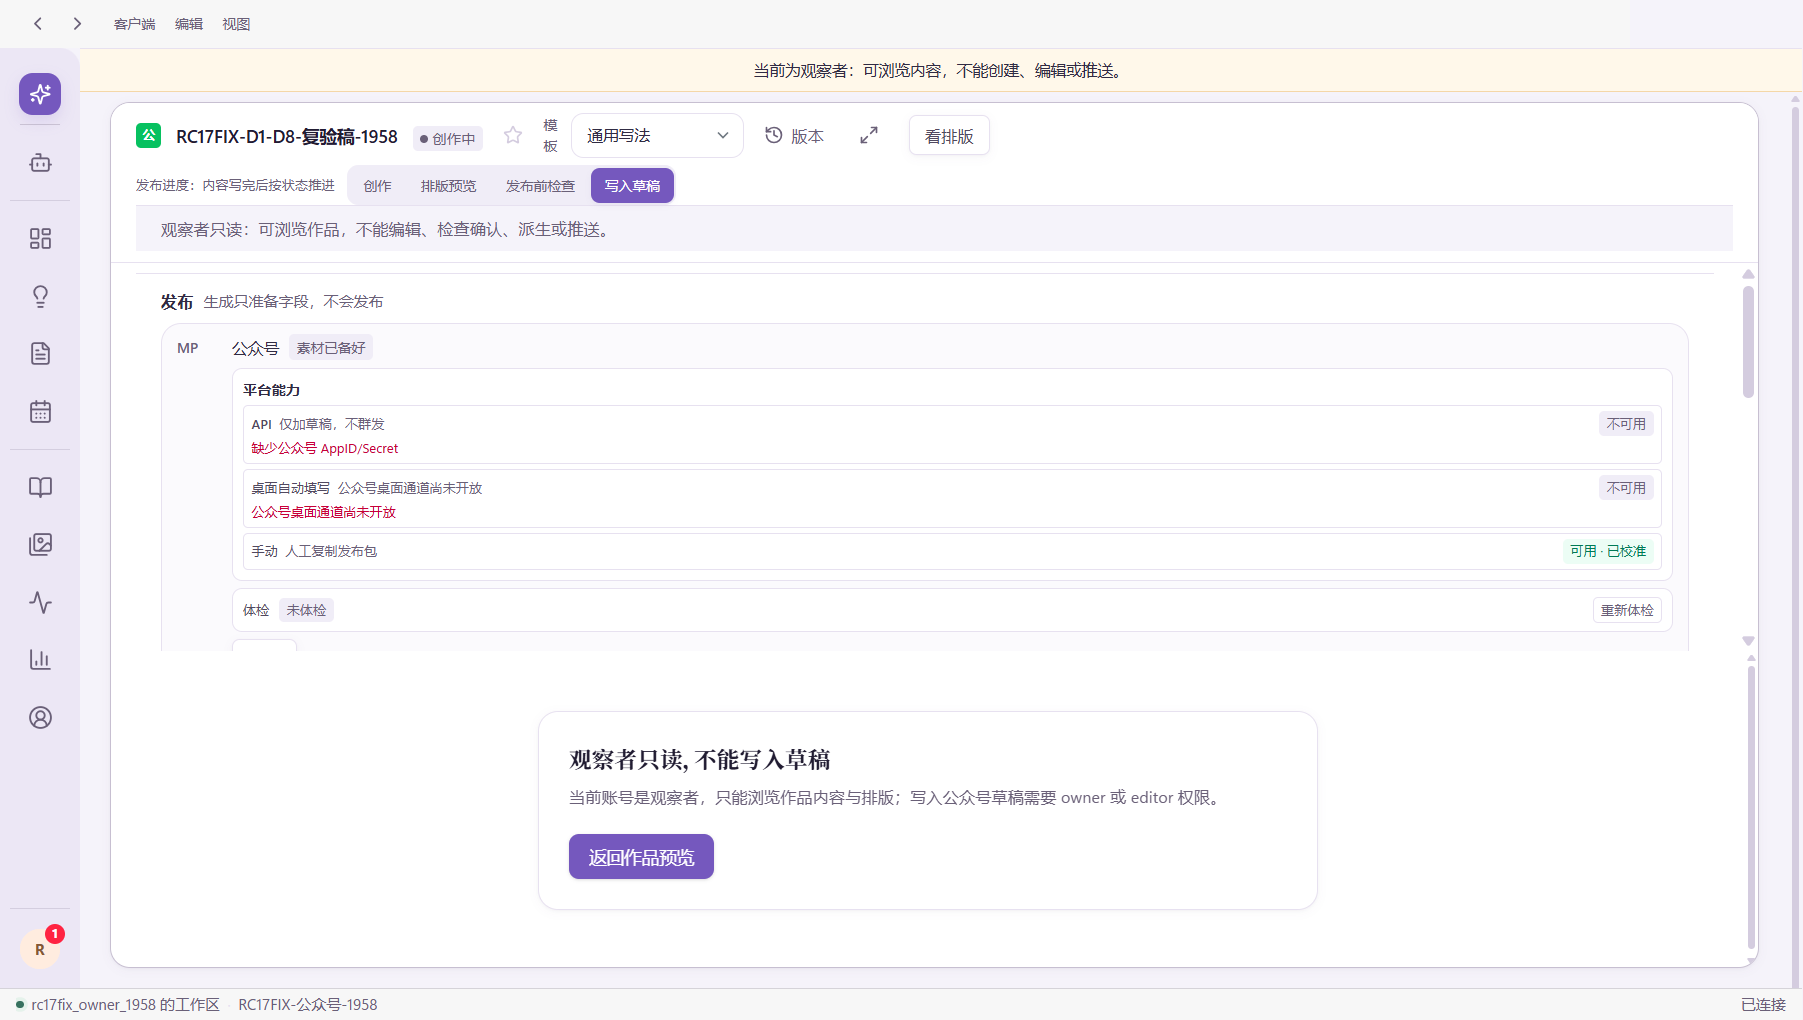 客户端 编辑 视图
当前为观察者：可浏览内容，不能创建、编辑或推送。
公 RC17FIX-D1-D8-复验稿-1958 创作中 模板 通用写法 版本 看排版
发布进度：内容写完后按状态推进 创作 排版预览 发布前检查 写入草稿
观察者只读：可浏览作品，不能编辑、检查确认、派生或推送。
发布 生成只准备字段，不会发布
MP 公众号 素材已备好
平台能力
API 仅加草稿，不群发 不可用
缺少公众号 AppID/Secret
桌面自动填写 公众号桌面通道尚未开放 不可用
公众号桌面通道尚未开放
手动 人工复制发布包 可用 · 已校准
体检 未体检 重新体检
观察者只读, 不能写入草稿
当前账号是观察者，只能浏览作品内容与排版；写入公众号草稿需要 owner 或 editor 权限。
返回作品预览
1
R
rc17fix_owner_1958 的工作区 · RC17FIX-公众号-1958 已连接